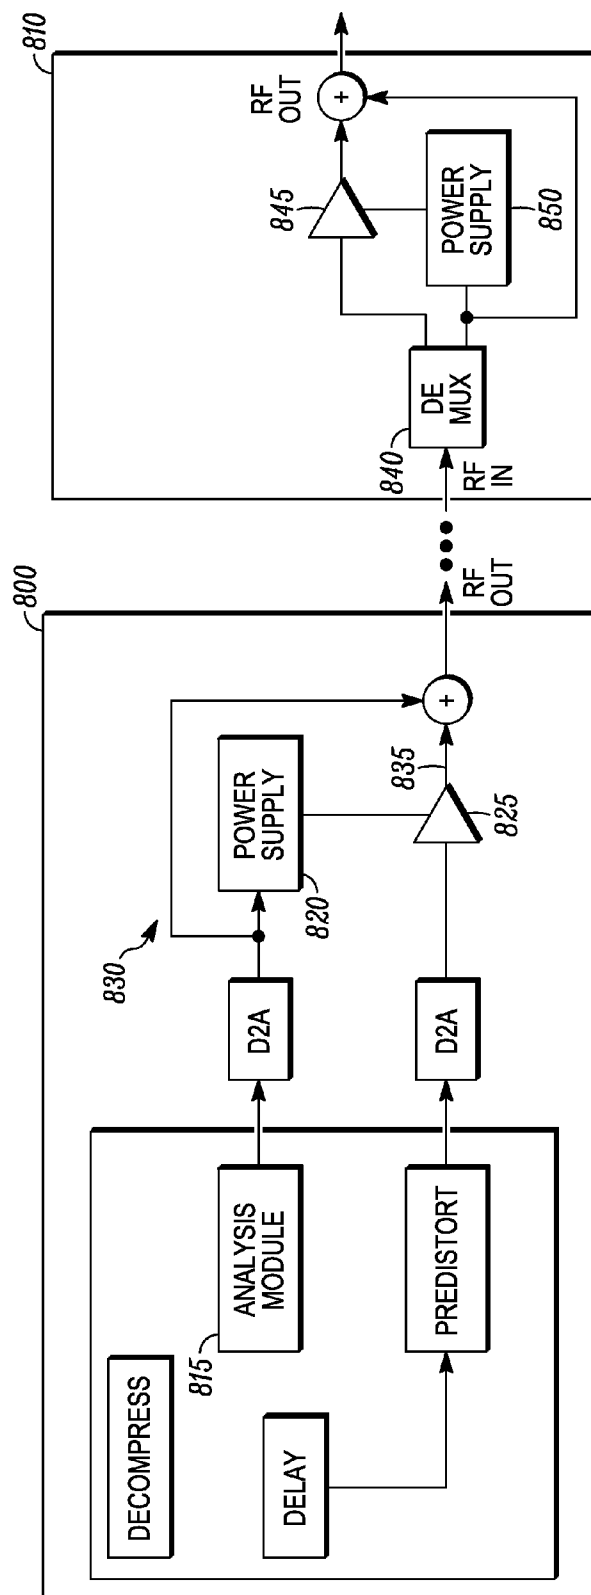 800
DECOMPRESS
815
ANALYSIS
MODULE
DELAY
PREDISTORT
D2A
D2A
830
POWER
SUPPLY
820
835
825
+
RF
OUT
810
RF
IN
840
DE
MUX
845
POWER
SUPPLY
850
RF
OUT
+